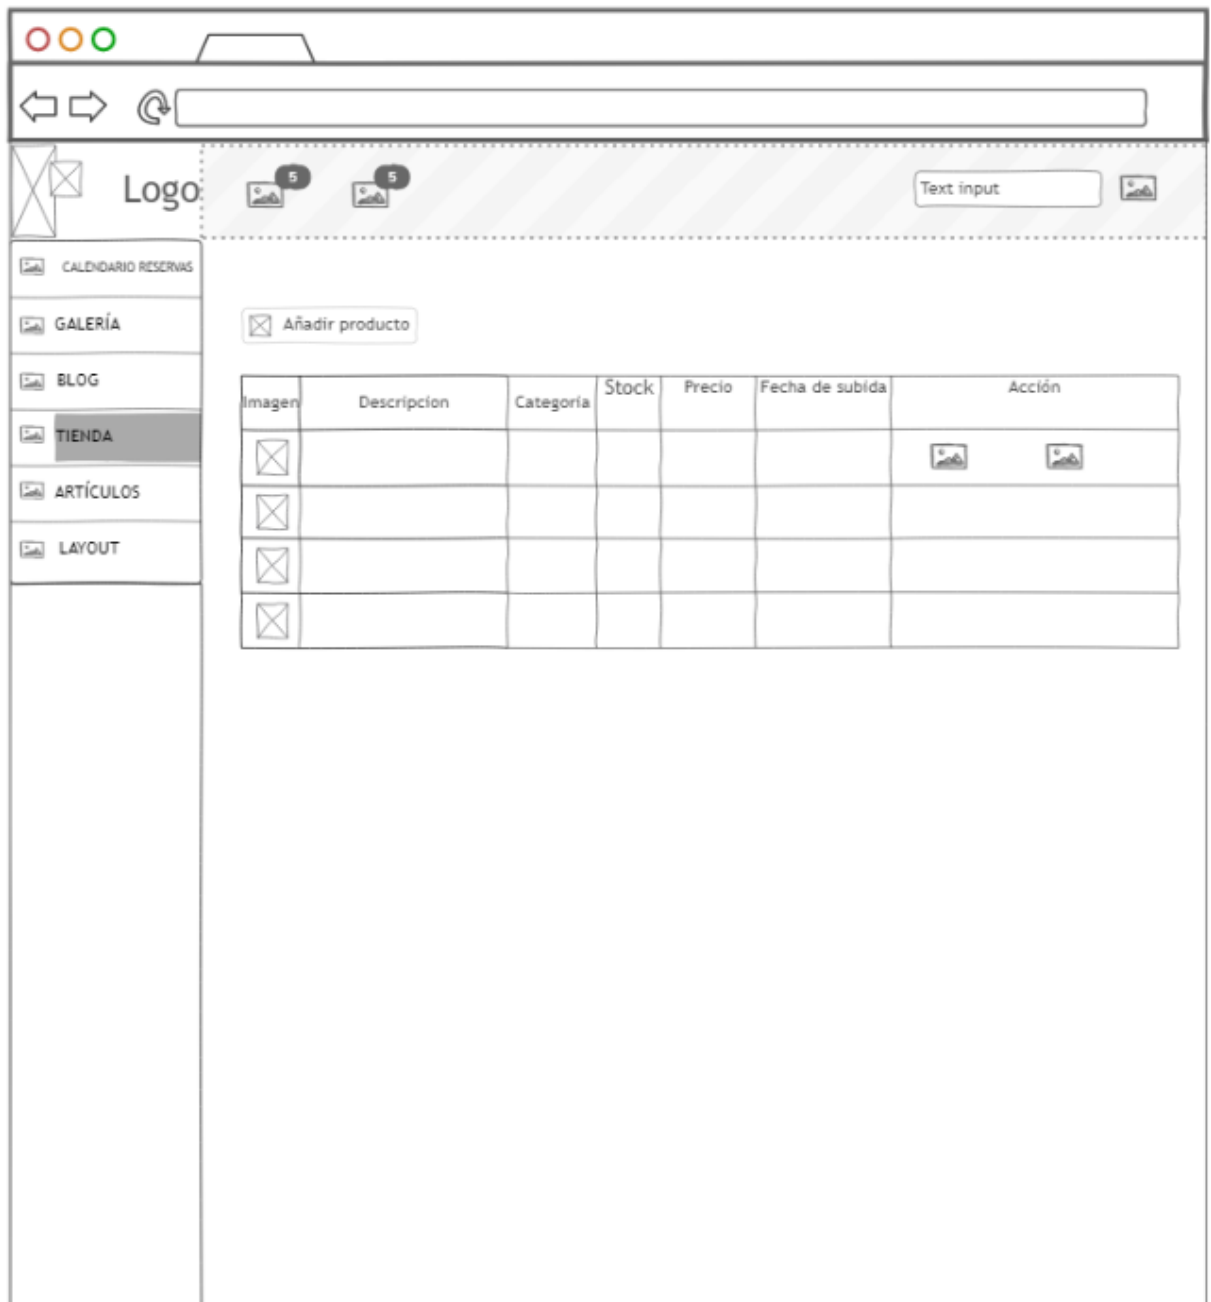 Logo
5
5
Text input
CALENDARIO RESERVAS
GALERÍA
BLOG
TIENDA
ARTÍCULOS
LAYOUT
Añadir producto
Imagen Descripcion Categoría Stock Precio Fecha de subida Acción